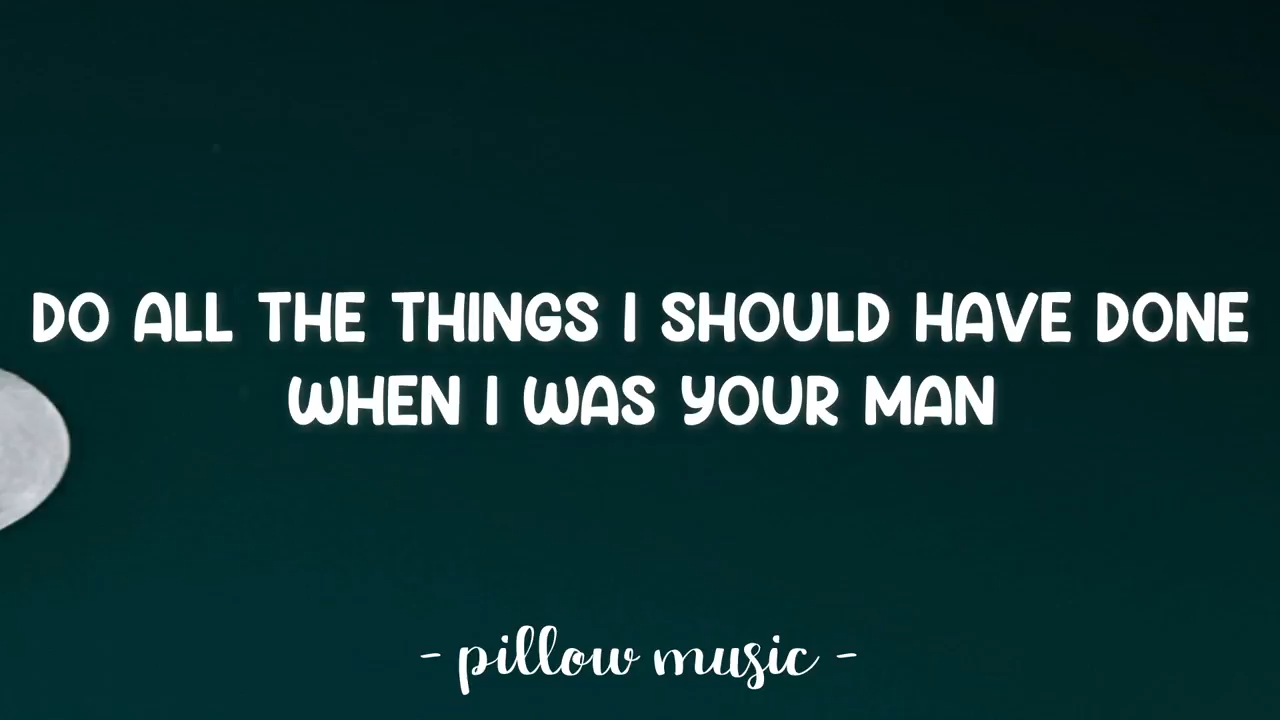 DO ALL THE THINGS I SHOULD HAVE DONE
WHEN I WAS YOUR MAN
- pillow music -